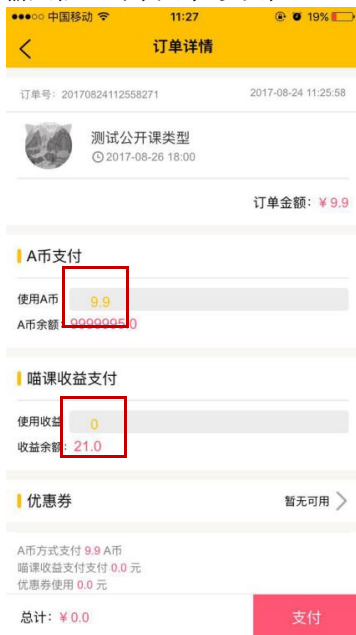 中国移动 11:27 19%
订单详情
订单号: 20170824112558271 2017-08-24 11:25:58
测试公开课类型
2017-08-26 18:00
订单金额: ¥9.9
A币支付
使用A币 9.9
A币余额: 9999995.0
喵课收益支付
使用收益 0
收益余额: 21.0
优惠券 暂无可用
A币方式支付 9.9 A币
喵课收益支付支付 0.0 元
优惠券使用 0.0 元
总计: ¥0.0 支付